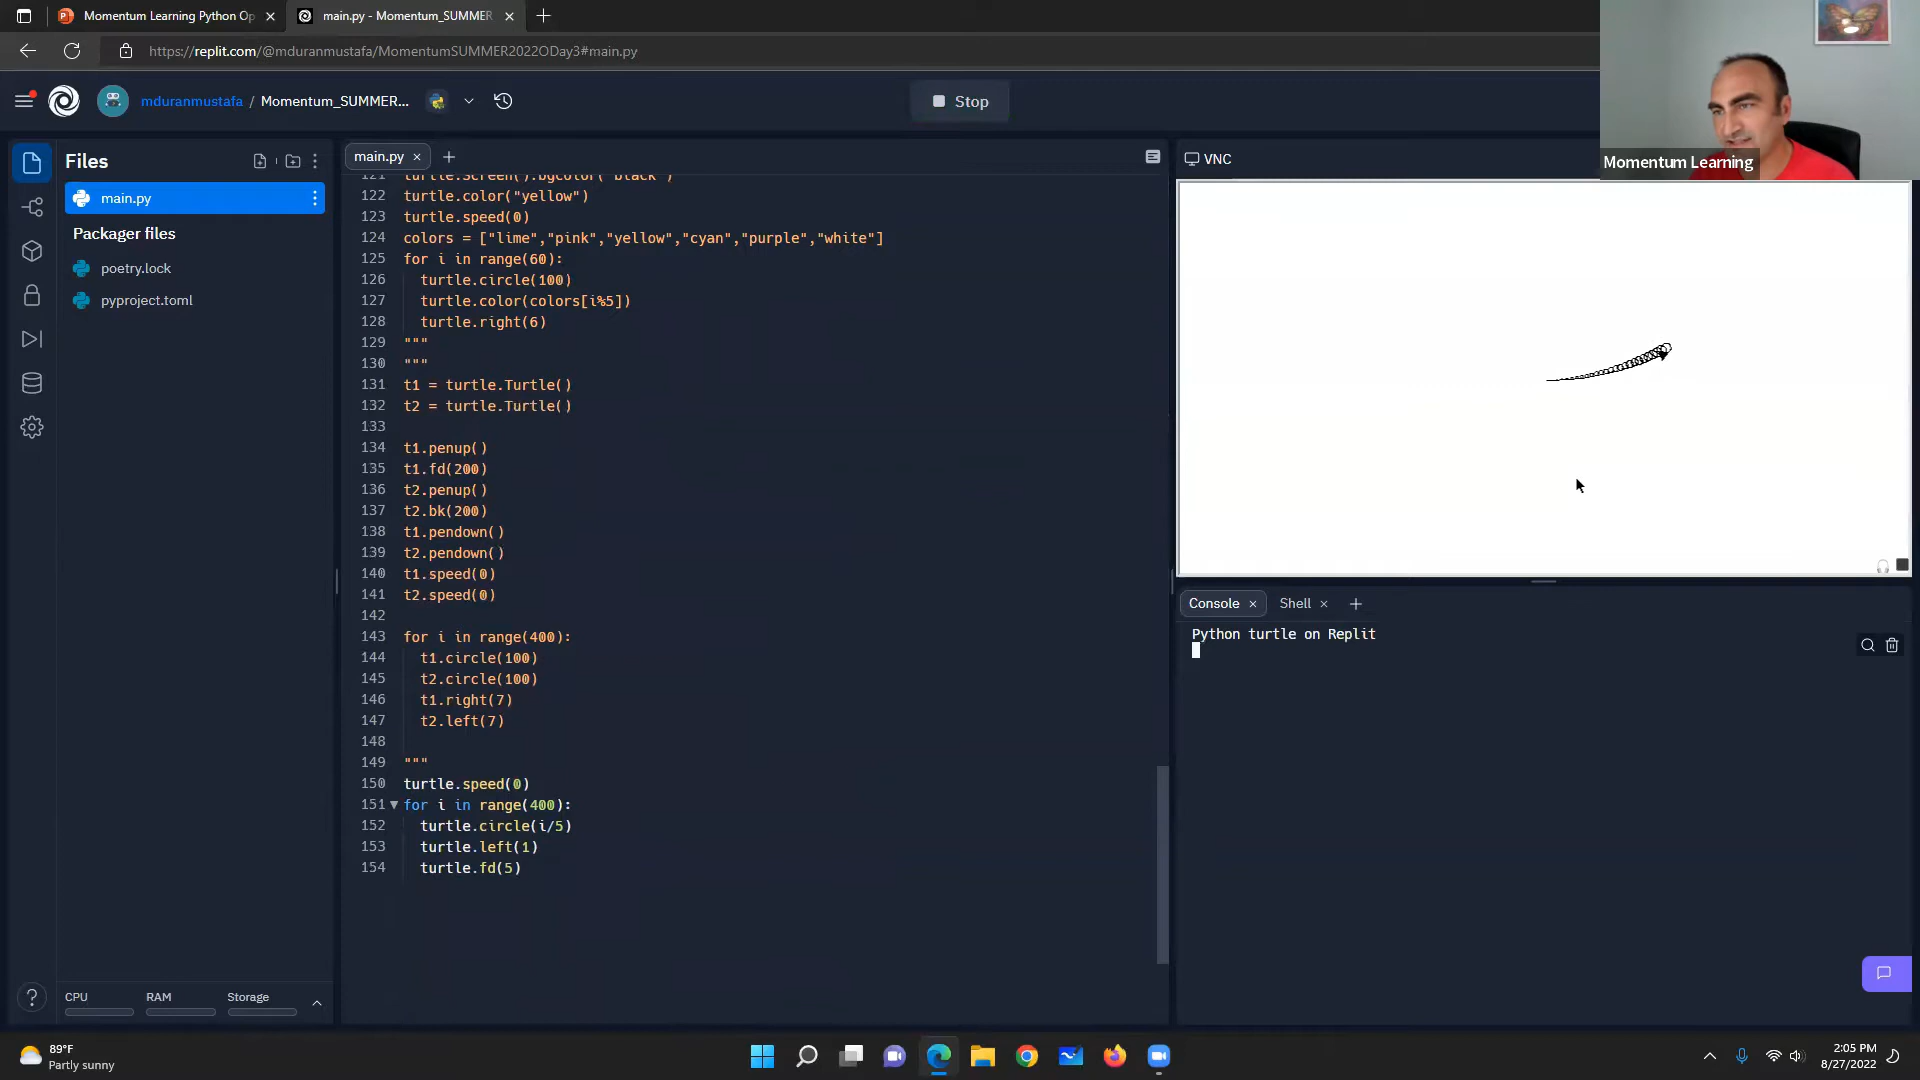 Momentum Learning Python Op
main.py - Momentum_SUMMER
https://replit.com/@mduranmustafa/MomentumSUMMER2022ODay3#main.py
mduranmustafa / Momentum_SUMMER...
Stop
Momentum Learning
Files
main.py
Packager files
poetry.lock
pyproject.toml
CPU
RAM
Storage
main.py
121 turtle.Screen().bgcolor("black")
122 turtle.color("yellow")
123 turtle.speed(0)
124 colors = ["lime","pink","yellow","cyan","purple","white"]
125 for i in range(60):
126 turtle.circle(100)
127 turtle.color(colors[i%5])
128 turtle.right(6)
129 """
130 """
131 t1 = turtle.Turtle()
132 t2 = turtle.Turtle()
133
134 t1.penup()
135 t1.fd(200)
136 t2.penup()
137 t2.bk(200)
138 t1.pendown()
139 t2.pendown()
140 t1.speed(0)
141 t2.speed(0)
142
143 for i in range(400):
144 t1.circle(100)
145 t2.circle(100)
146 t1.right(7)
147 t2.left(7)
148
149 """
150 turtle.speed(0)
151 for i in range(400):
152 turtle.circle(i/5)
153 turtle.left(1)
154 turtle.fd(5)
VNC
Console
Shell
Python turtle on Replit
89°F
Partly sunny
2:05 PM
8/27/2022